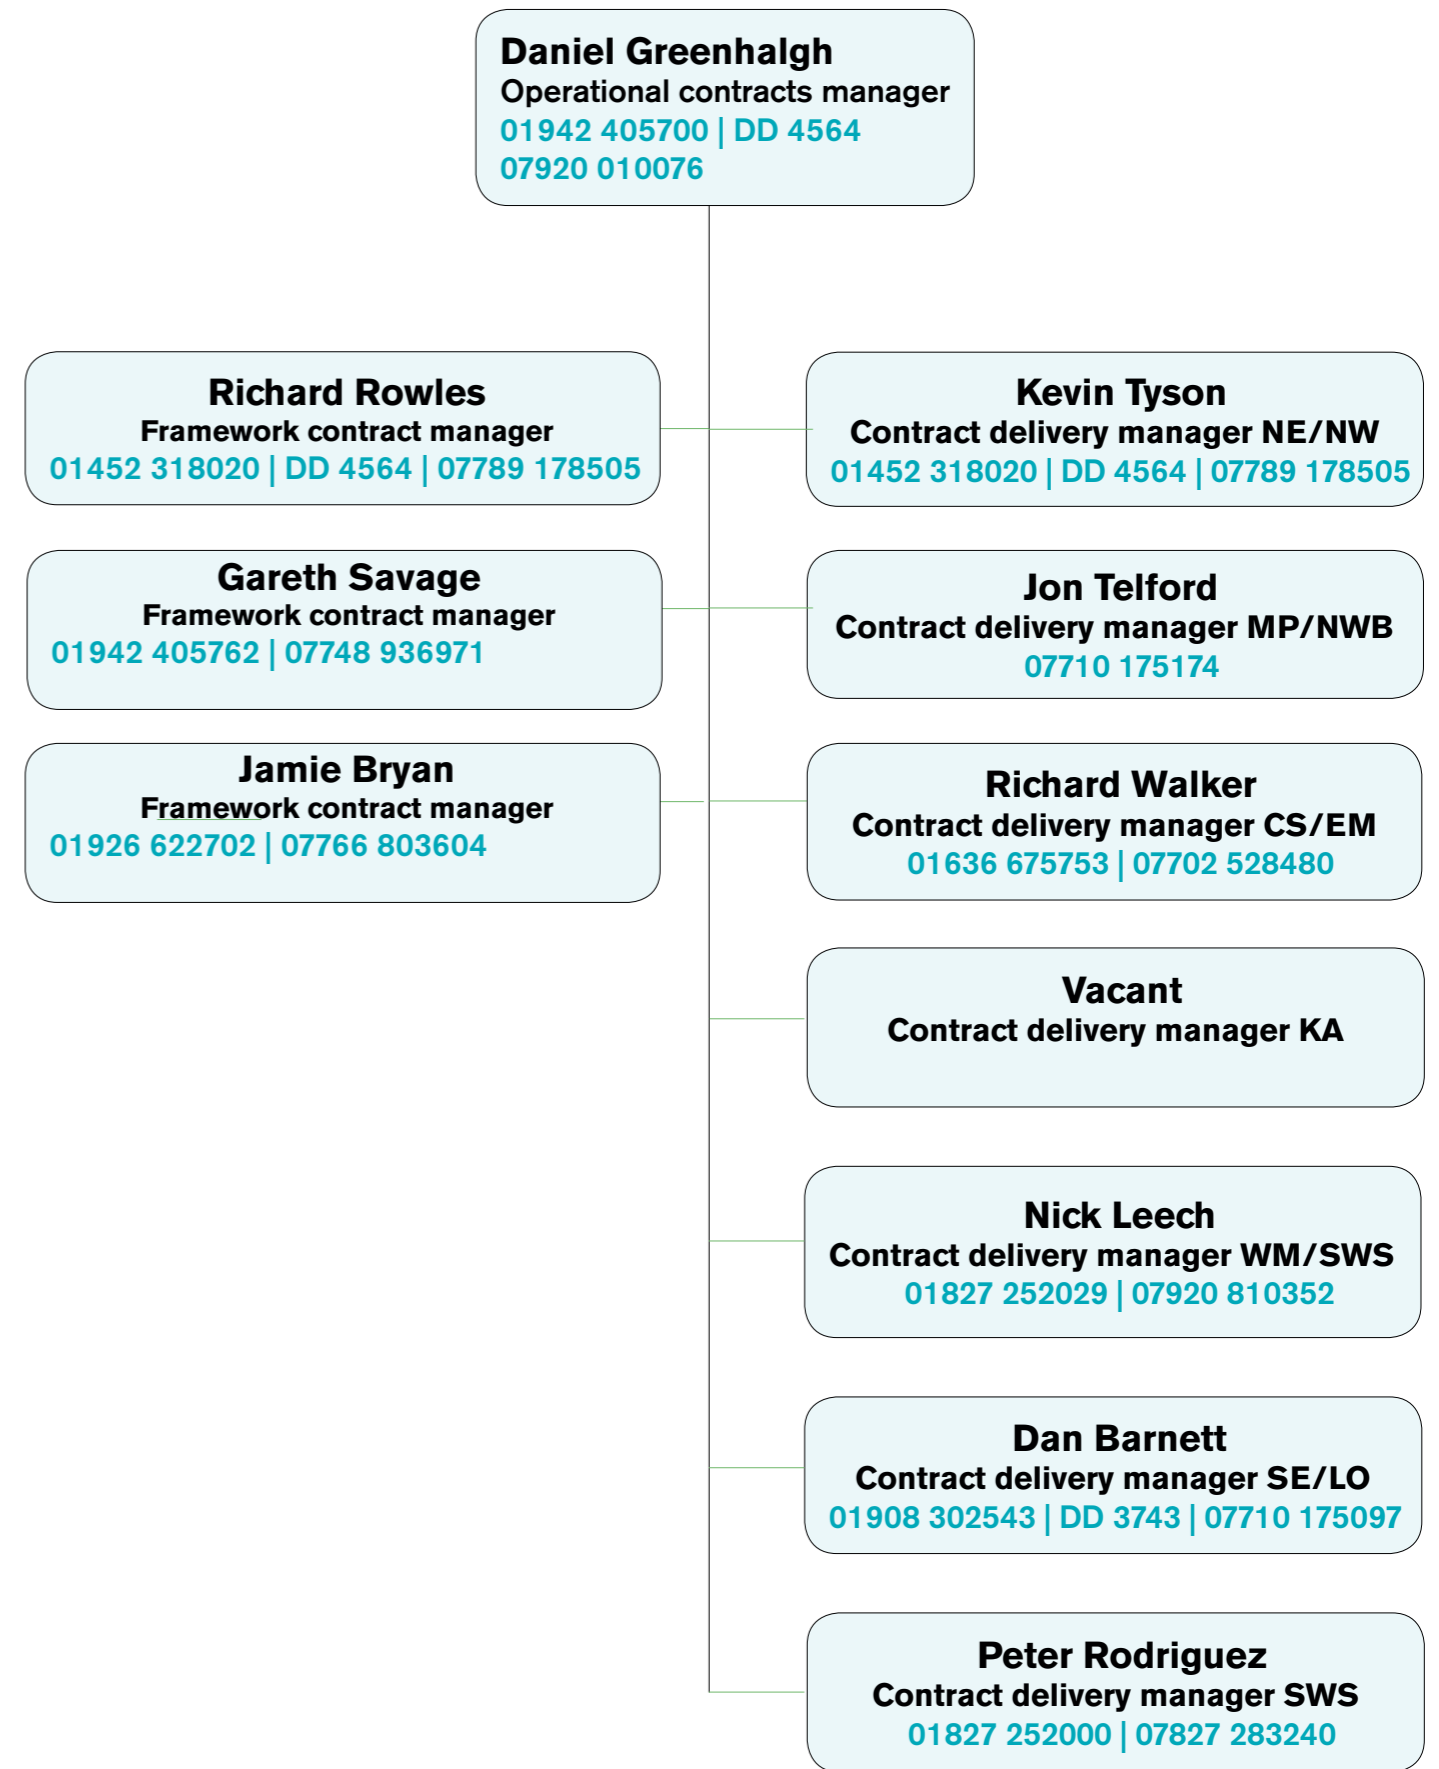 Daniel Greenhalgh
Operational contracts manager
01942 405700 | DD 4564
07920 010076
Richard Rowles
Framework contract manager
01452 318020 | DD 4564 | 07789 178505
Gareth Savage
Framework contract manager
01942 405762 | 07748 936971
Jamie Bryan
Framework contract manager
01926 622702 | 07766 803604
Kevin Tyson
Contract delivery manager NE/NW
01452 318020 | DD 4564 | 07789 178505
Jon Telford
Contract delivery manager MP/NWB
07710 175174
Richard Walker
Contract delivery manager CS/EM
01636 675753 | 07702 528480
Vacant
Contract delivery manager KA
Nick Leech
Contract delivery manager WM/SWS
01827 252029 | 07920 810352
Dan Barnett
Contract delivery manager SE/LO
01908 302543 | DD 3743 | 07710 175097
Peter Rodriguez
Contract delivery manager SWS
01827 252000 | 07827 283240